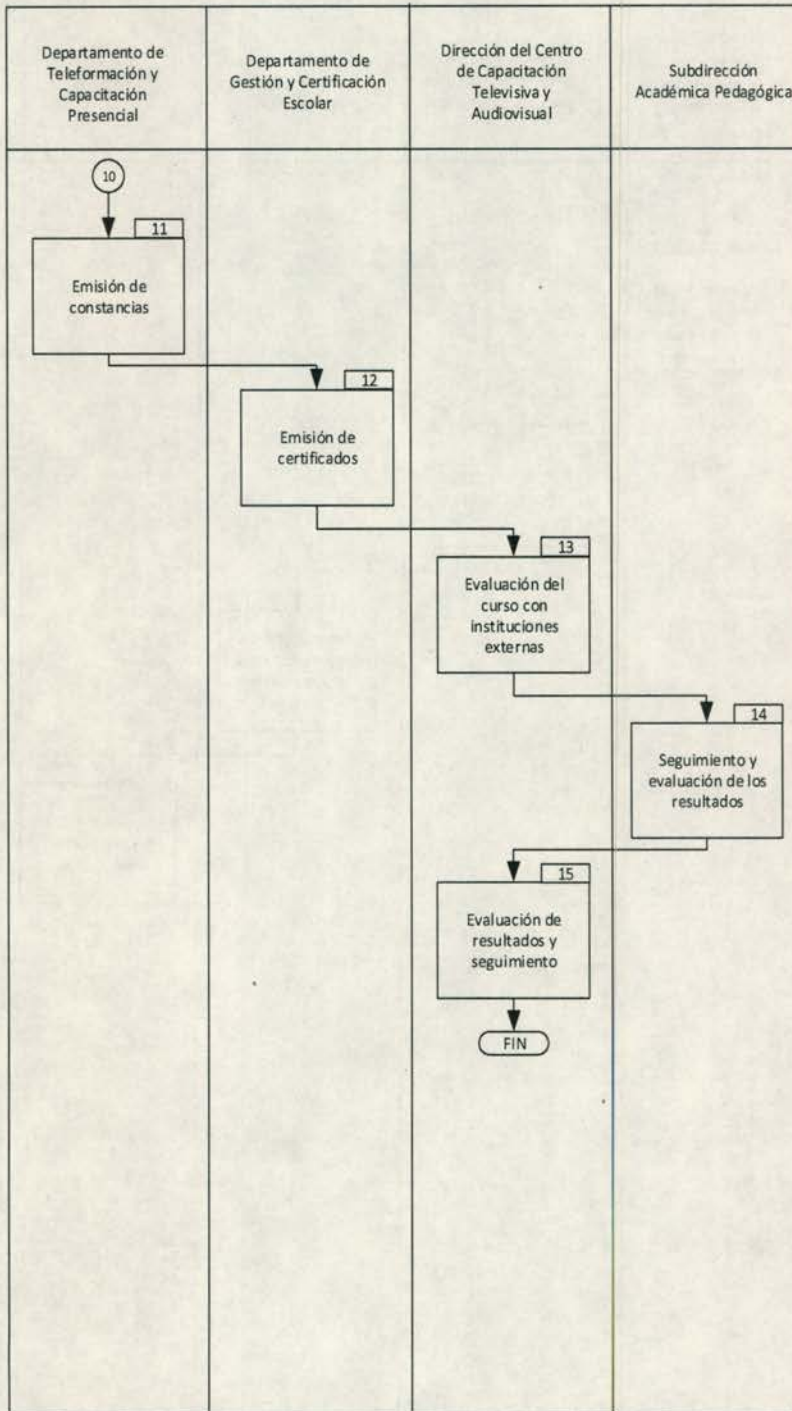 Departamento de
Teleformación y
Capacitación
Presencial
Departamento de
Gestión y Certificación
Escolar
Dirección del Centro
de Capacitación
Televisiva y
Audiovisual
Subdirección
Académica Pedagógica
10
11
Emisión de
constancias
12
Emisión de
certificados
13
Evaluación del
curso con
instituciones
externas
14
Seguimiento y
evaluación de los
resultados
15
Evaluación de
resultados y
seguimiento
FIN